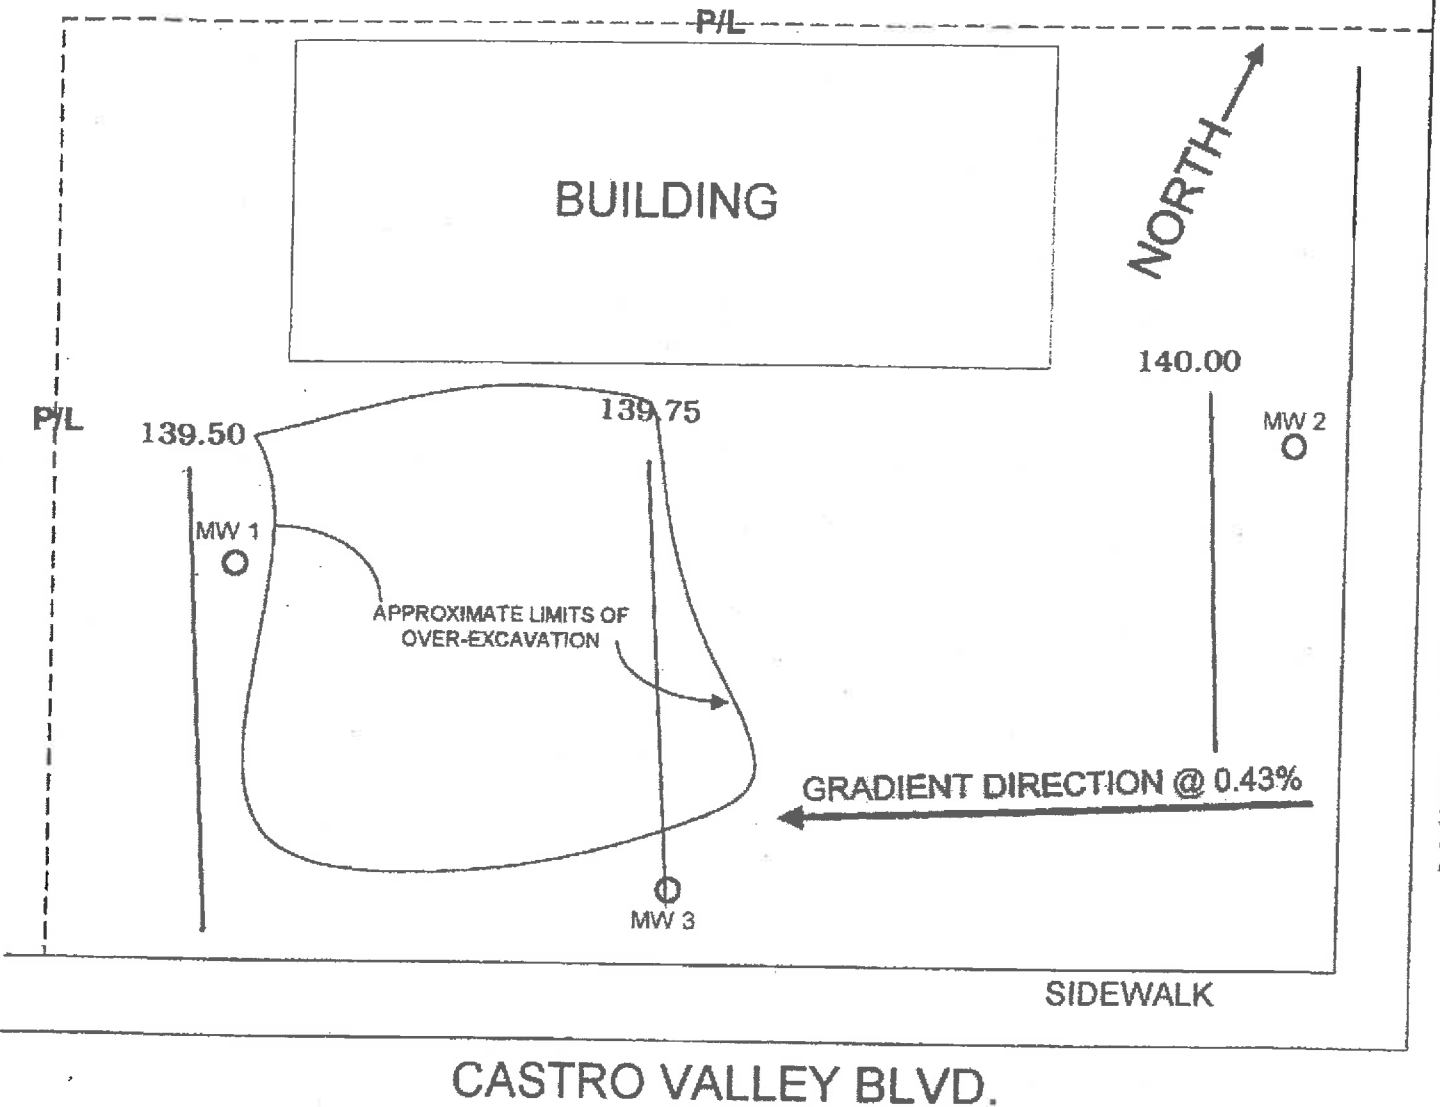 P/L
BUILDING
NORTH
140.00
P/L
139.50
139.75
MW 2
MW 1
APPROXIMATE LIMITS OF
OVER-EXCAVATION
GRADIENT DIRECTION @ 0.43%
MW 3
SIDEWALK
CASTRO VALLEY BLVD.